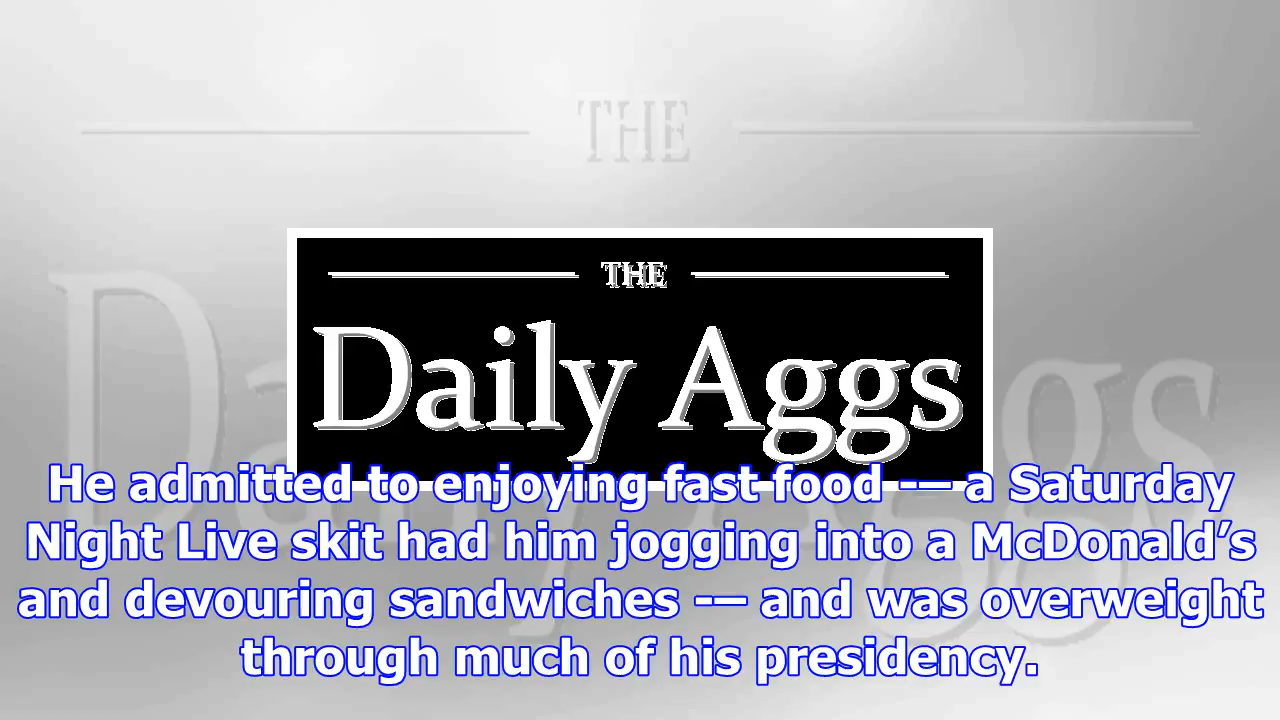 THE
THE
Daily Aggs
He admitted to enjoying fast food -— a Saturday
Night Live skit had him jogging into a McDonald’s
and devouring sandwiches -— and was overweight
through much of his presidency.